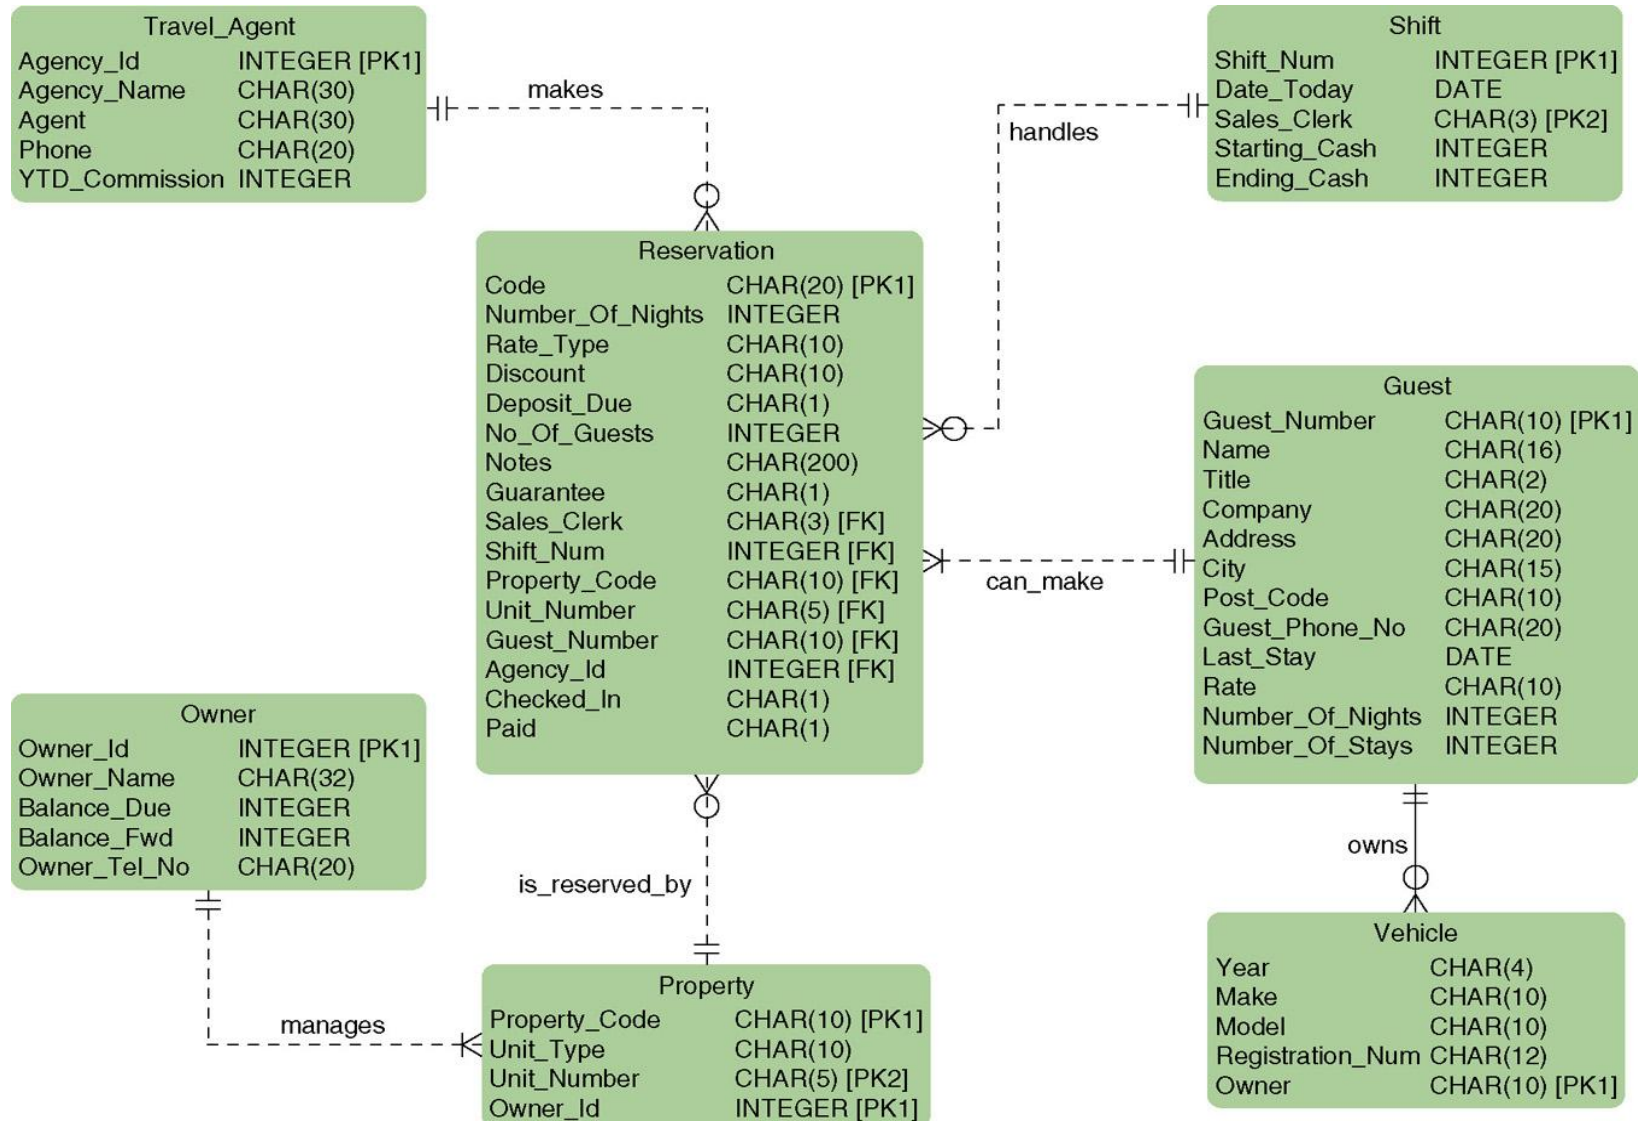 Travel_Agent
Agency_Id INTEGER [PK1]
Agency_Name CHAR(30)
Agent CHAR(30)
Phone CHAR(20)
YTD_Commission INTEGER
makes
Shift
Shift_Num INTEGER [PK1]
Date_Today DATE
Sales_Clerk CHAR(3) [PK2]
Starting_Cash INTEGER
Ending_Cash INTEGER
handles
Reservation
Code CHAR(20) [PK1]
Number_Of_Nights INTEGER
Rate_Type CHAR(10)
Discount CHAR(10)
Deposit_Due CHAR(1)
No_Of_Guests INTEGER
Notes CHAR(200)
Guarantee CHAR(1)
Sales_Clerk CHAR(3) [FK]
Shift_Num INTEGER [FK]
Property_Code CHAR(10) [FK]
Unit_Number CHAR(5) [FK]
Guest_Number CHAR(10) [FK]
Agency_Id INTEGER [FK]
Checked_In CHAR(1)
Paid CHAR(1)
can_make
Guest
Guest_Number CHAR(10) [PK1]
Name CHAR(16)
Title CHAR(2)
Company CHAR(20)
Address CHAR(20)
City CHAR(15)
Post_Code CHAR(10)
Guest_Phone_No CHAR(20)
Last_Stay DATE
Rate CHAR(10)
Number_Of_Nights INTEGER
Number_Of_Stays INTEGER
owns
Owner
Owner_Id INTEGER [PK1]
Owner_Name CHAR(32)
Balance_Due INTEGER
Balance_Fwd INTEGER
Owner_Tel_No CHAR(20)
manages
is_reserved_by
Property
Property_Code CHAR(10) [PK1]
Unit_Type CHAR(10)
Unit_Number CHAR(5) [PK2]
Owner_Id INTEGER [PK1]
Vehicle
Year CHAR(4)
Make CHAR(10)
Model CHAR(10)
Registration_Num CHAR(12)
Owner CHAR(10) [PK1]